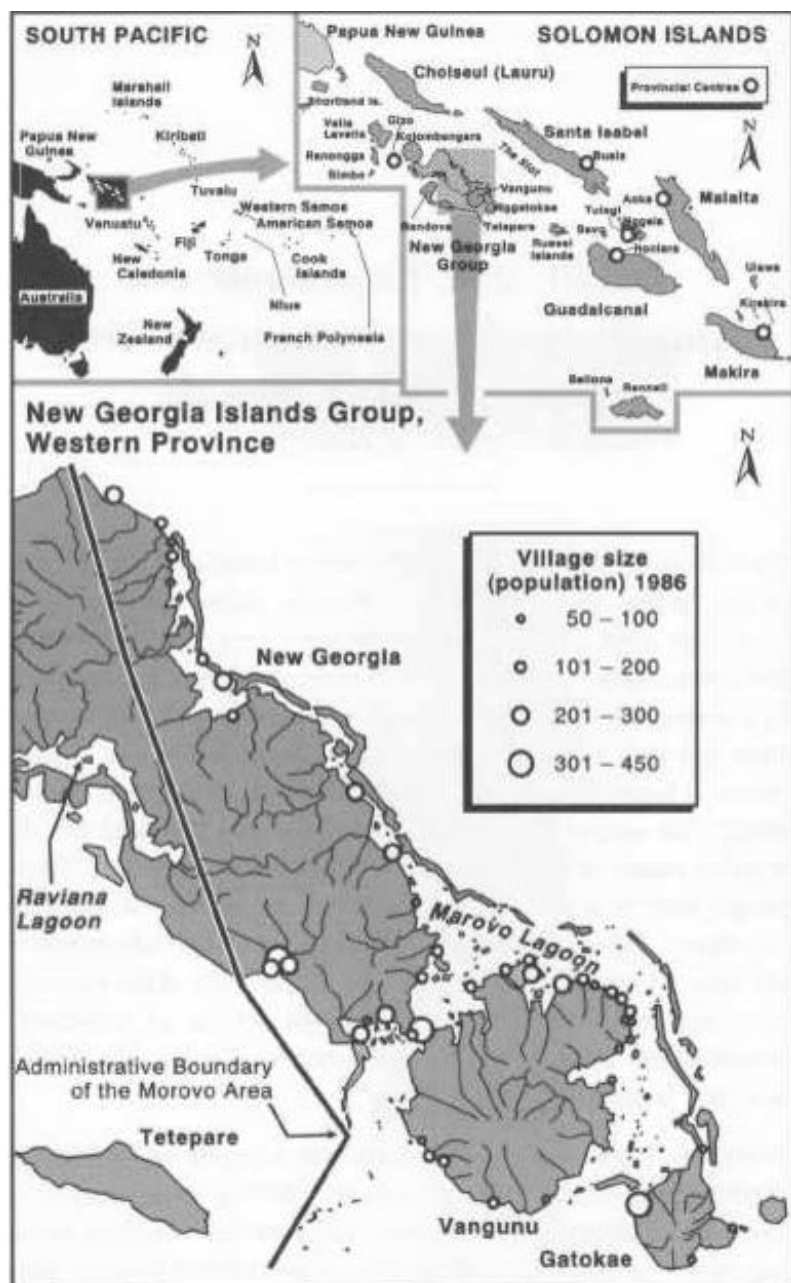 SOUTH PACIFIC
N
Marshall
Islands
Papua New
Guinea
Kiribati
Tuvalu
Western Samoa
American Samoa
Vanuatu
Fiji
New
Caledonia
Tonga
Cook
Islands
Australia
Niue
New
Zealand
French Polynesia
Papua New Guinea
SOLOMON ISLANDS
Cholseul (Lauru)
Provincial Centres
N
Shortland Is.
Vella
Lavella
Gizo
Kolombangara
Santa Isabel
Ranongga
Simbo
The Slot
Buala
Vangunu
Nggatokae
Auke
Malaita
Rendova
Tetepare
Tulagi
Savo
Russel
Islands
Honiara
New Georgia
Group
Ulawa
Guadalcanal
Kirakira
Makira
Bellona
Rennell
New Georgia Islands Group,
Western Province
N
Village size
(population) 1986
50 – 100
101 – 200
201 – 300
301 – 450
New Georgia
Raviana
Lagoon
Marovo Lagoon
Administrative Boundary
of the Morovo Area
Tetepare
Vangunu
Gatokae